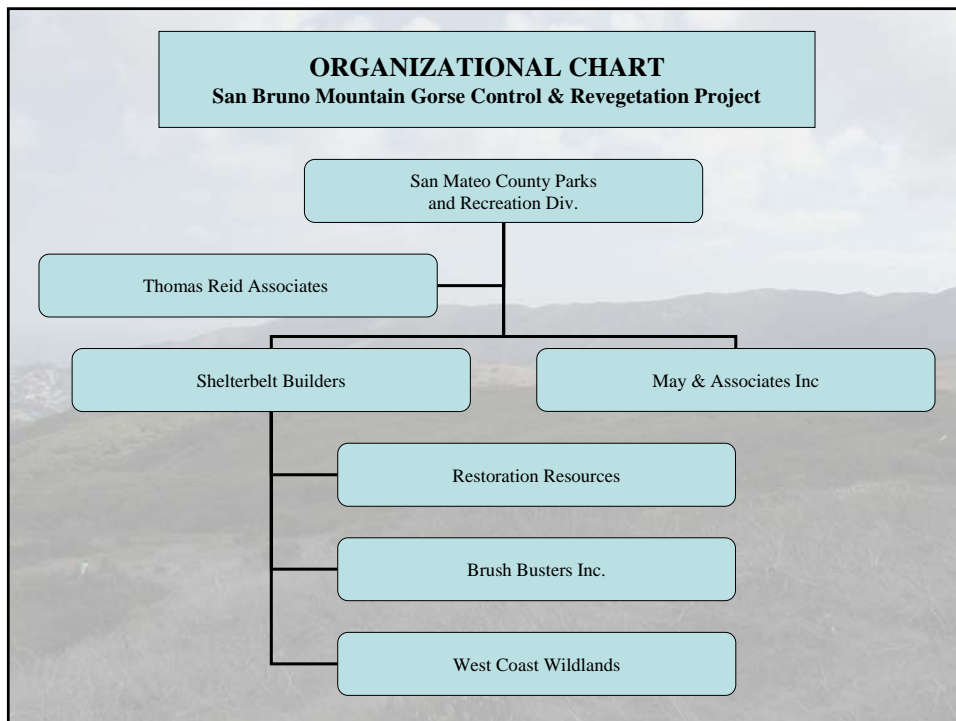 ORGANIZATIONAL CHART
San Bruno Mountain Gorse Control & Revegetation Project
San Mateo County Parks
and Recreation Div.
Thomas Reid Associates
Shelterbelt Builders
May & Associates Inc
Restoration Resources
Brush Busters Inc.
West Coast Wildlands